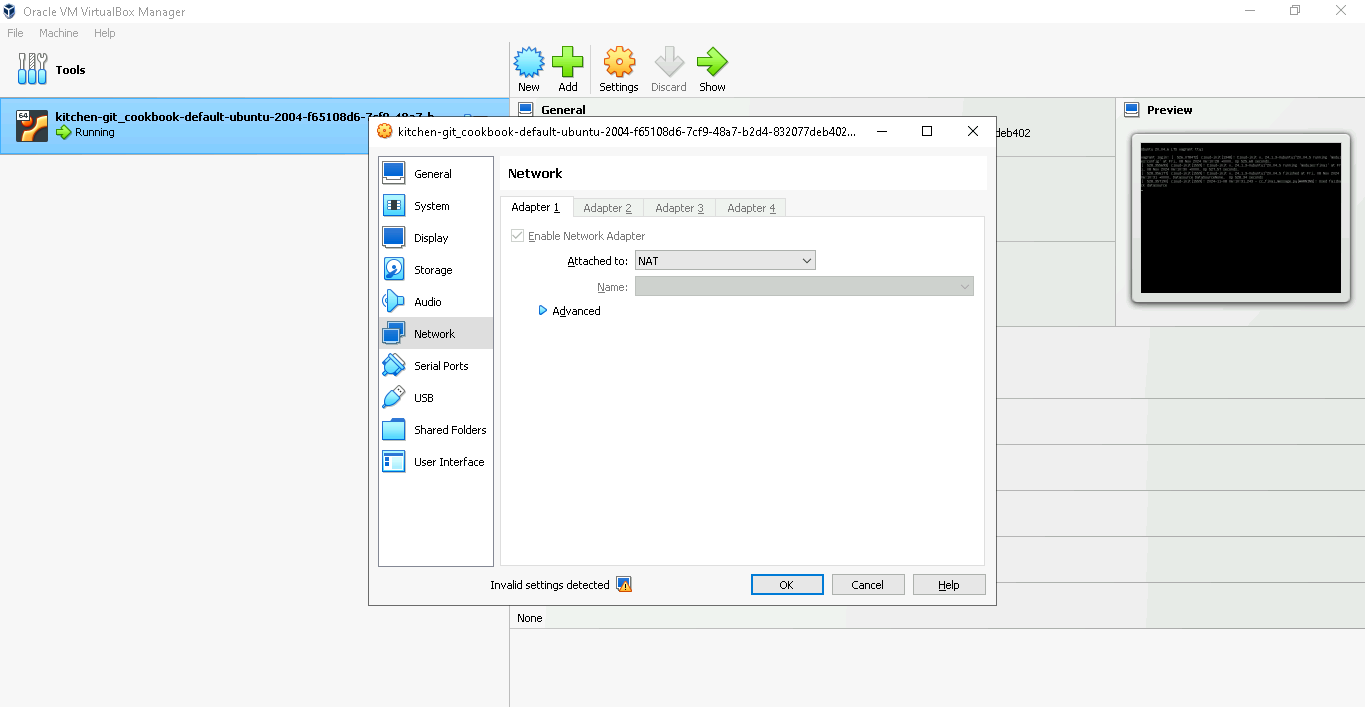 Oracle VM VirtualBox Manager
File Machine Help
Tools
New Add Settings Discard Show
kitchen-git_cookbook-default-ubuntu-2004-f65108d6-7cf9-48a7-b
64
Running
General
deb402
Preview
kitchen-git_cookbook-default-ubuntu-2004-f65108d6-7cf9-48a7-b2d4-832077deb402...
General
System
Display
Storage
Audio
Network
Serial Ports
USB
Shared Folders
User Interface
Network
Adapter 1 Adapter 2 Adapter 3 Adapter 4
Enable Network Adapter
Attached to: NAT
Name:
Advanced
Invalid settings detected
OK Cancel Help
None